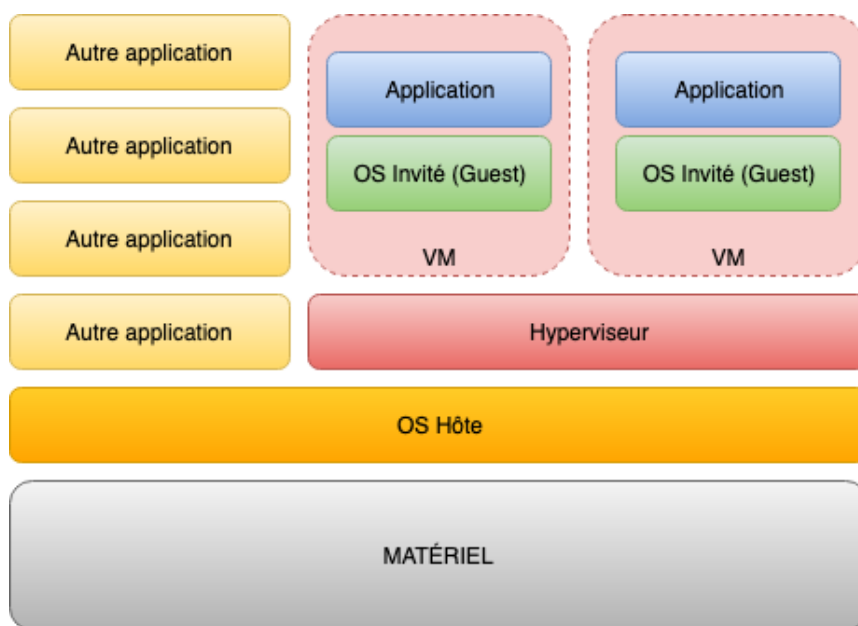 Autre application
Autre application
Autre application
Autre application
Application
OS Invité (Guest)
VM
Application
OS Invité (Guest)
VM
Hyperviseur
OS Hôte
MATÉRIEL